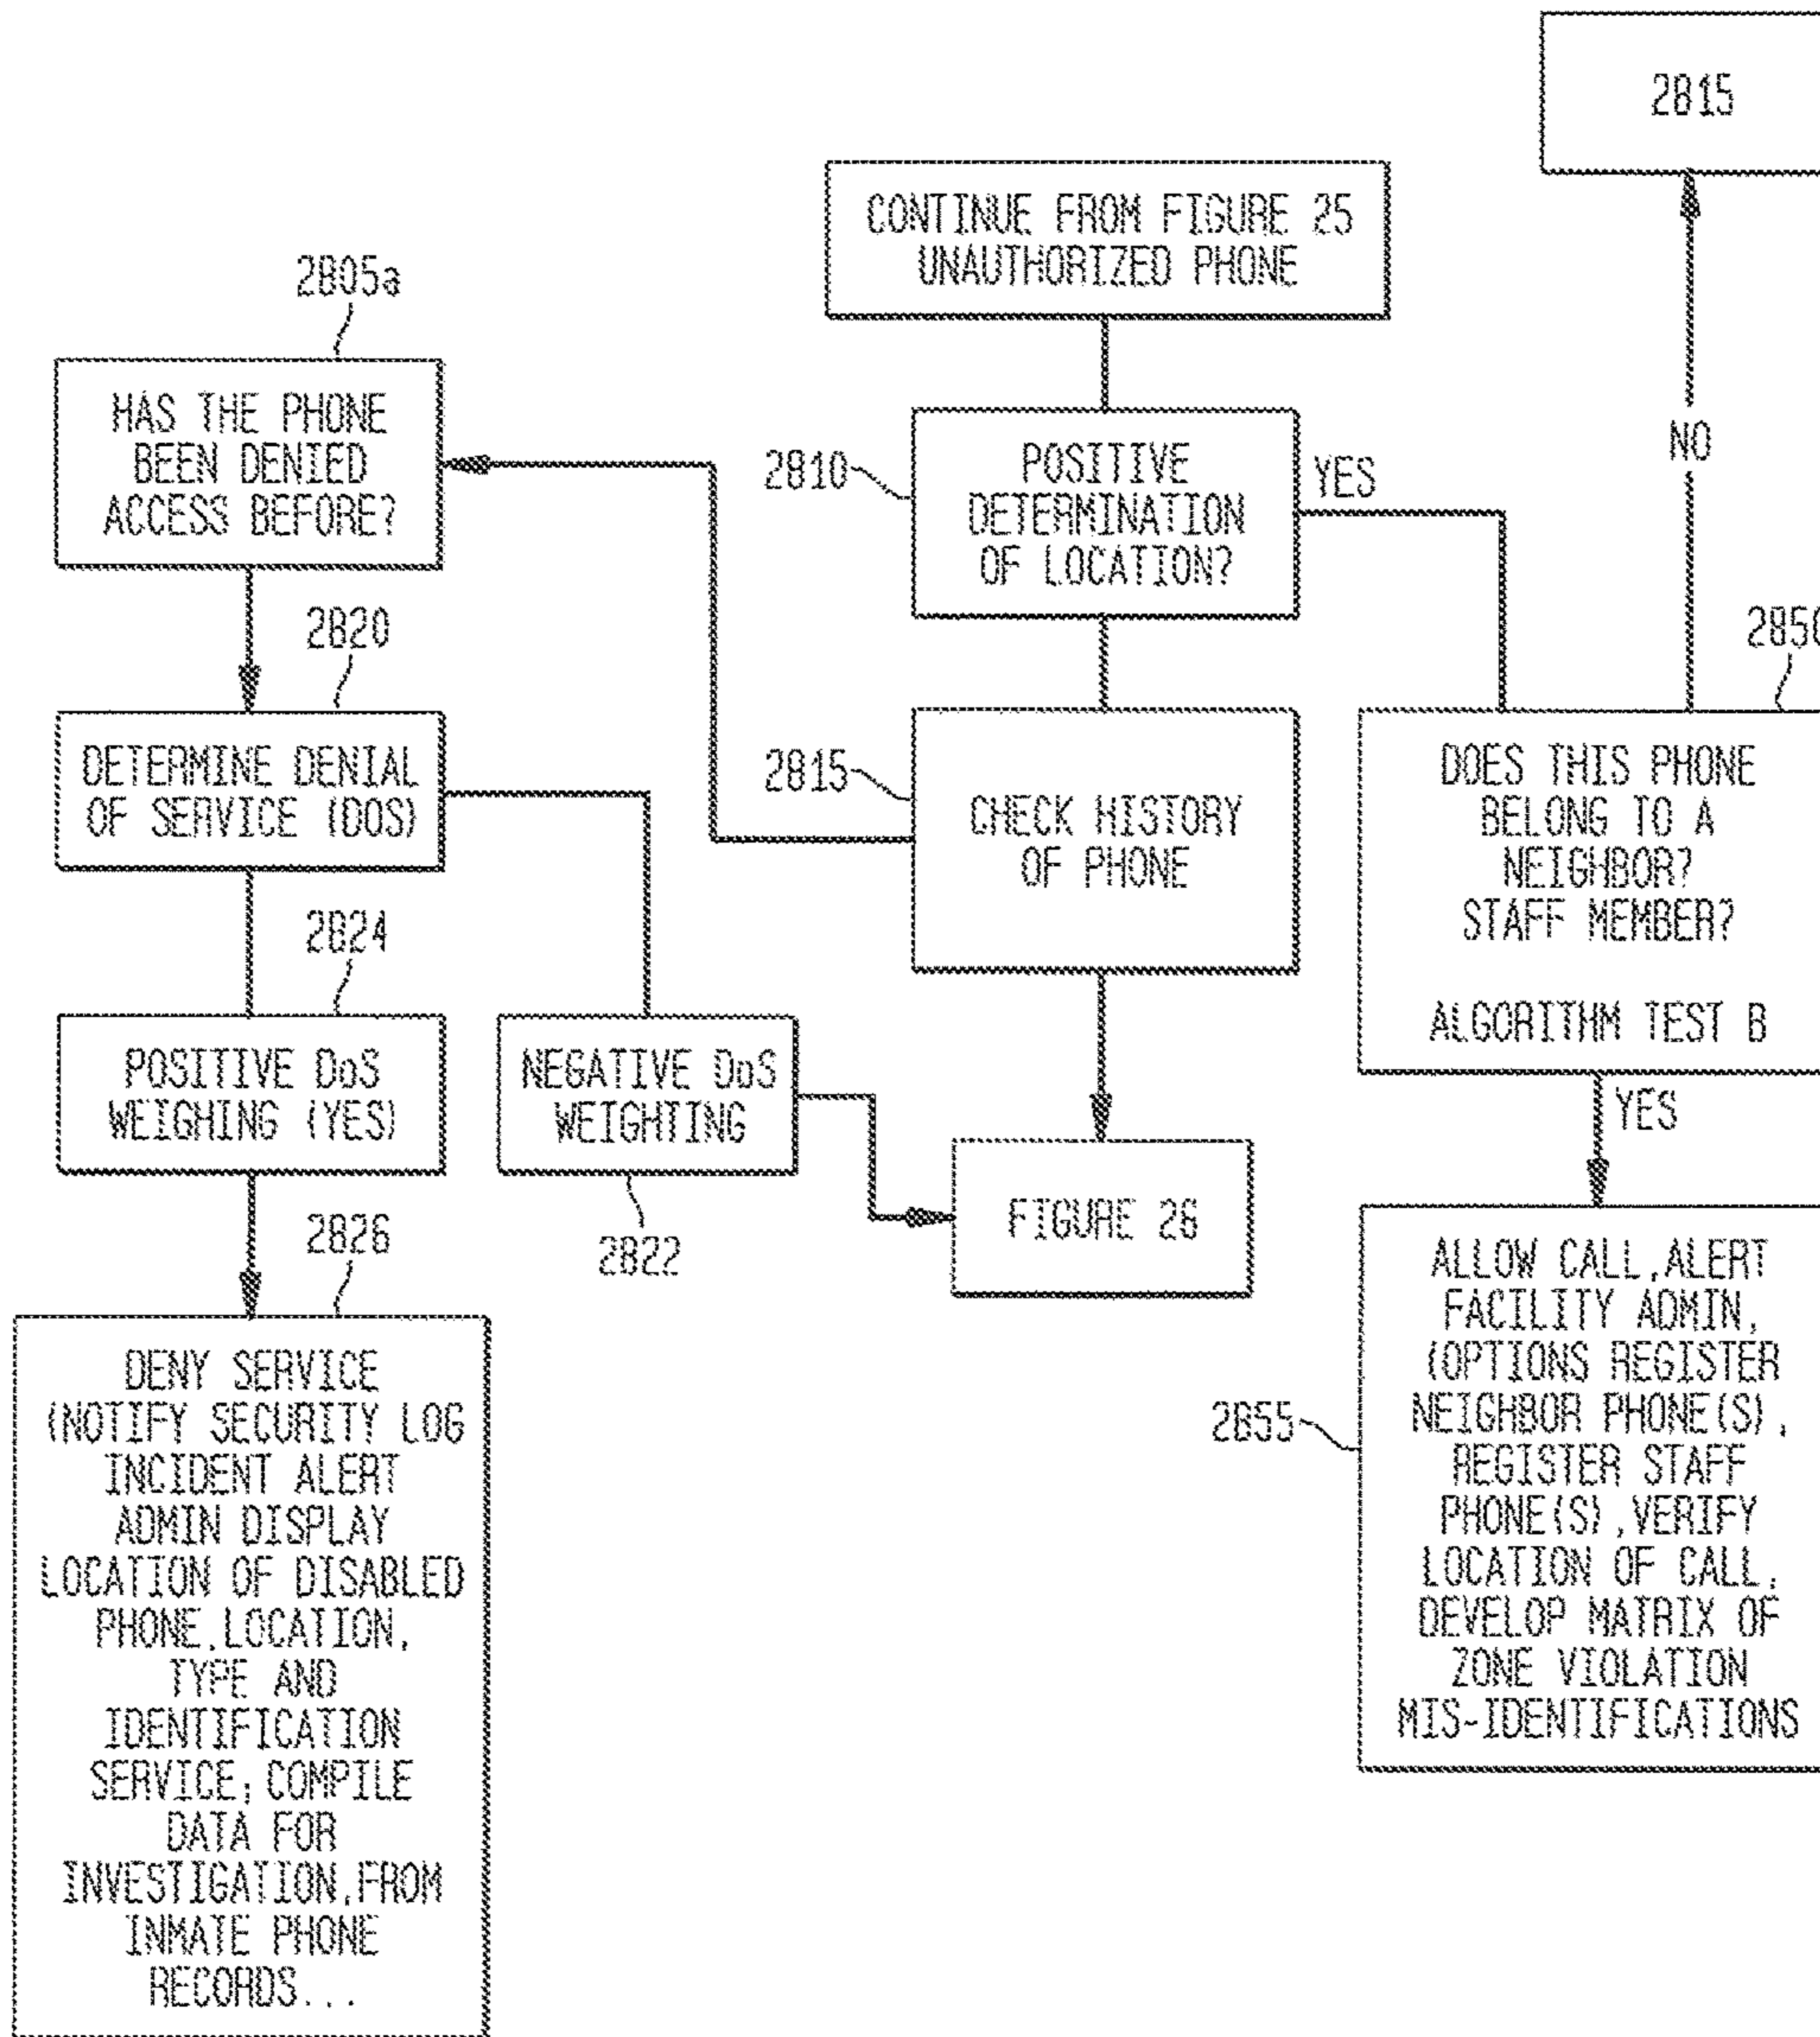 2815
CONTINUE FROM FIGURE 25
UNAUTHORIZED PHONE
2805a
HAS THE PHONE
BEEN DENIED
ACCESS BEFORE?
2810
POSITIVE
DETERMINATION
OF LOCATION?
YES
NO
2820
DETERMINE DENIAL
OF SERVICE (DOS)
2815
CHECK HISTORY
OF PHONE
2850
DOES THIS PHONE
BELONG TO A
NEIGHBOR?
STAFF MEMBER?
ALGORITHM TEST B
2824
POSITIVE DoS
WEIGHING (YES)
NEGATIVE DoS
WEIGHTING
2822
FIGURE 26
YES
2826
DENY SERVICE
(NOTIFY SECURITY LOG
INCIDENT ALERT
ADMIN DISPLAY
LOCATION OF DISABLED
PHONE, LOCATION,
TYPE AND
IDENTIFICATION
SERVICE; COMPILE
DATA FOR
INVESTIGATION, FROM
INMATE PHONE
RECORDS...
2855
ALLOW CALL, ALERT
FACILITY ADMIN,
(OPTIONS REGISTER
NEIGHBOR PHONE(S),
REGISTER STAFF
PHONE(S), VERIFY
LOCATION OF CALL,
DEVELOP MATRIX OF
ZONE VIOLATION
MIS-IDENTIFICATIONS